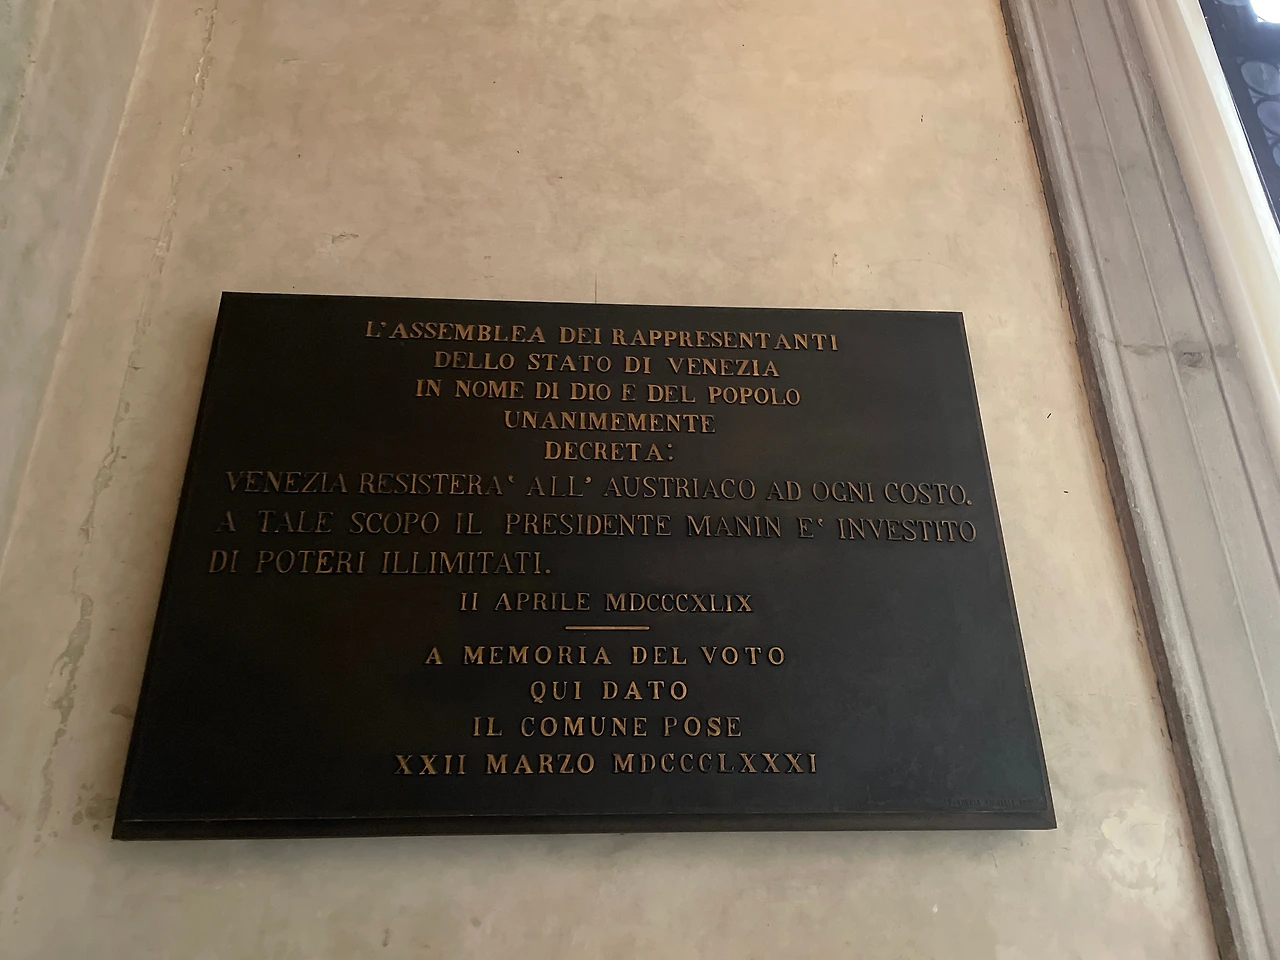 L'ASSEMBLEA DEI RAPPRESENTANTI
DELLO STATO DI VENEZIA
IN NOME DI DIO E DEL POPOLO
UNANIMEMENTE
DECRETA:
VENEZIA RESISTERA‘ ALL' AUSTRIACO AD OGNI COSTO.
A TALE SCOPO IL PRESIDENTE MANIN E‘ INVESTITO
DI POTERI ILLIMITATI.
II APRILE MDCCCXLIX
A MEMORIA DEL VOTO
QUI DATO
IL COMUNE POSE
XXII MARZO MDCCCLXXXI